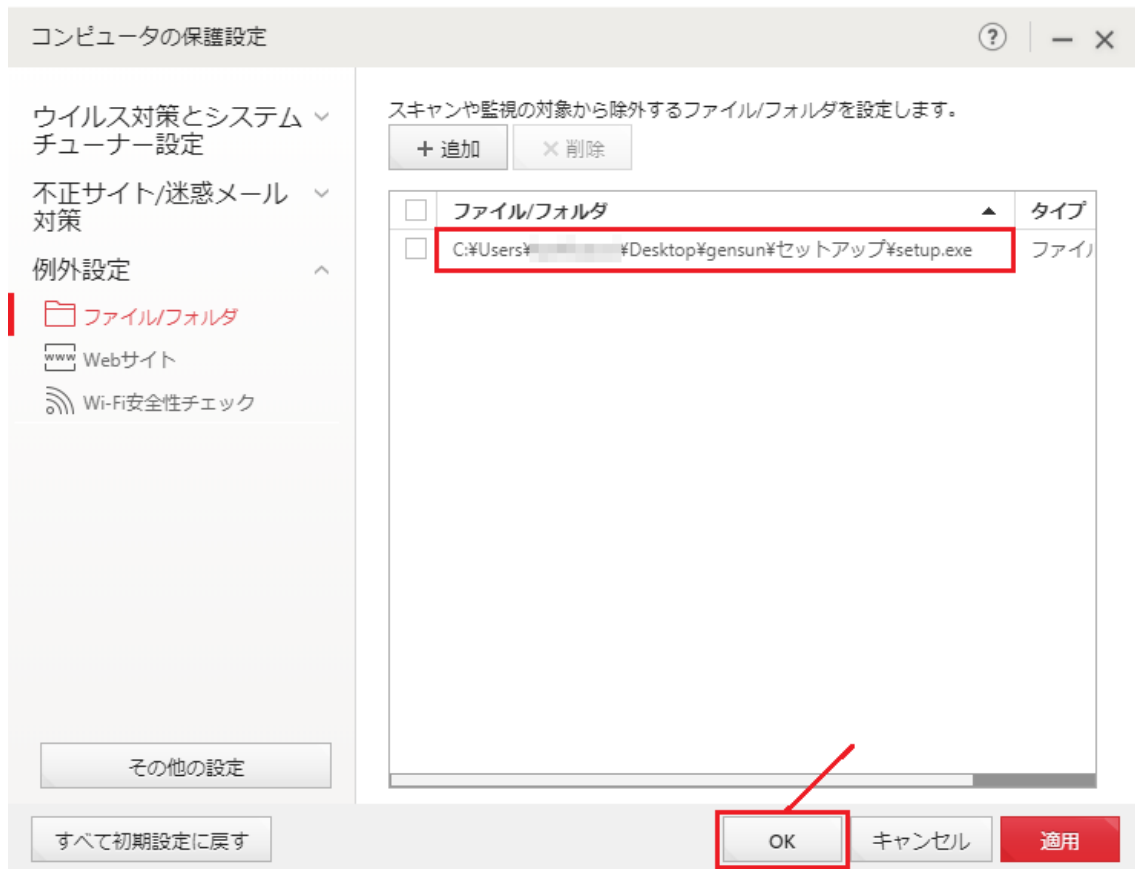 コンピュータの保護設定
ウイルス対策とシステム
チューナー設定
不正サイト/迷惑メール
対策
例外設定
ファイル/フォルダ
www Webサイト
Wi-Fi安全性チェック
その他の設定
スキャンや監視の対象から除外するファイル/フォルダを設定します。
+ 追加 × 削除
ファイル/フォルダ ▲ タイプ
C:¥Users¥ ¥Desktop¥gensun¥セットアップ¥setup.exe ファイル
すべて初期設定に戻す OK キャンセル 適用